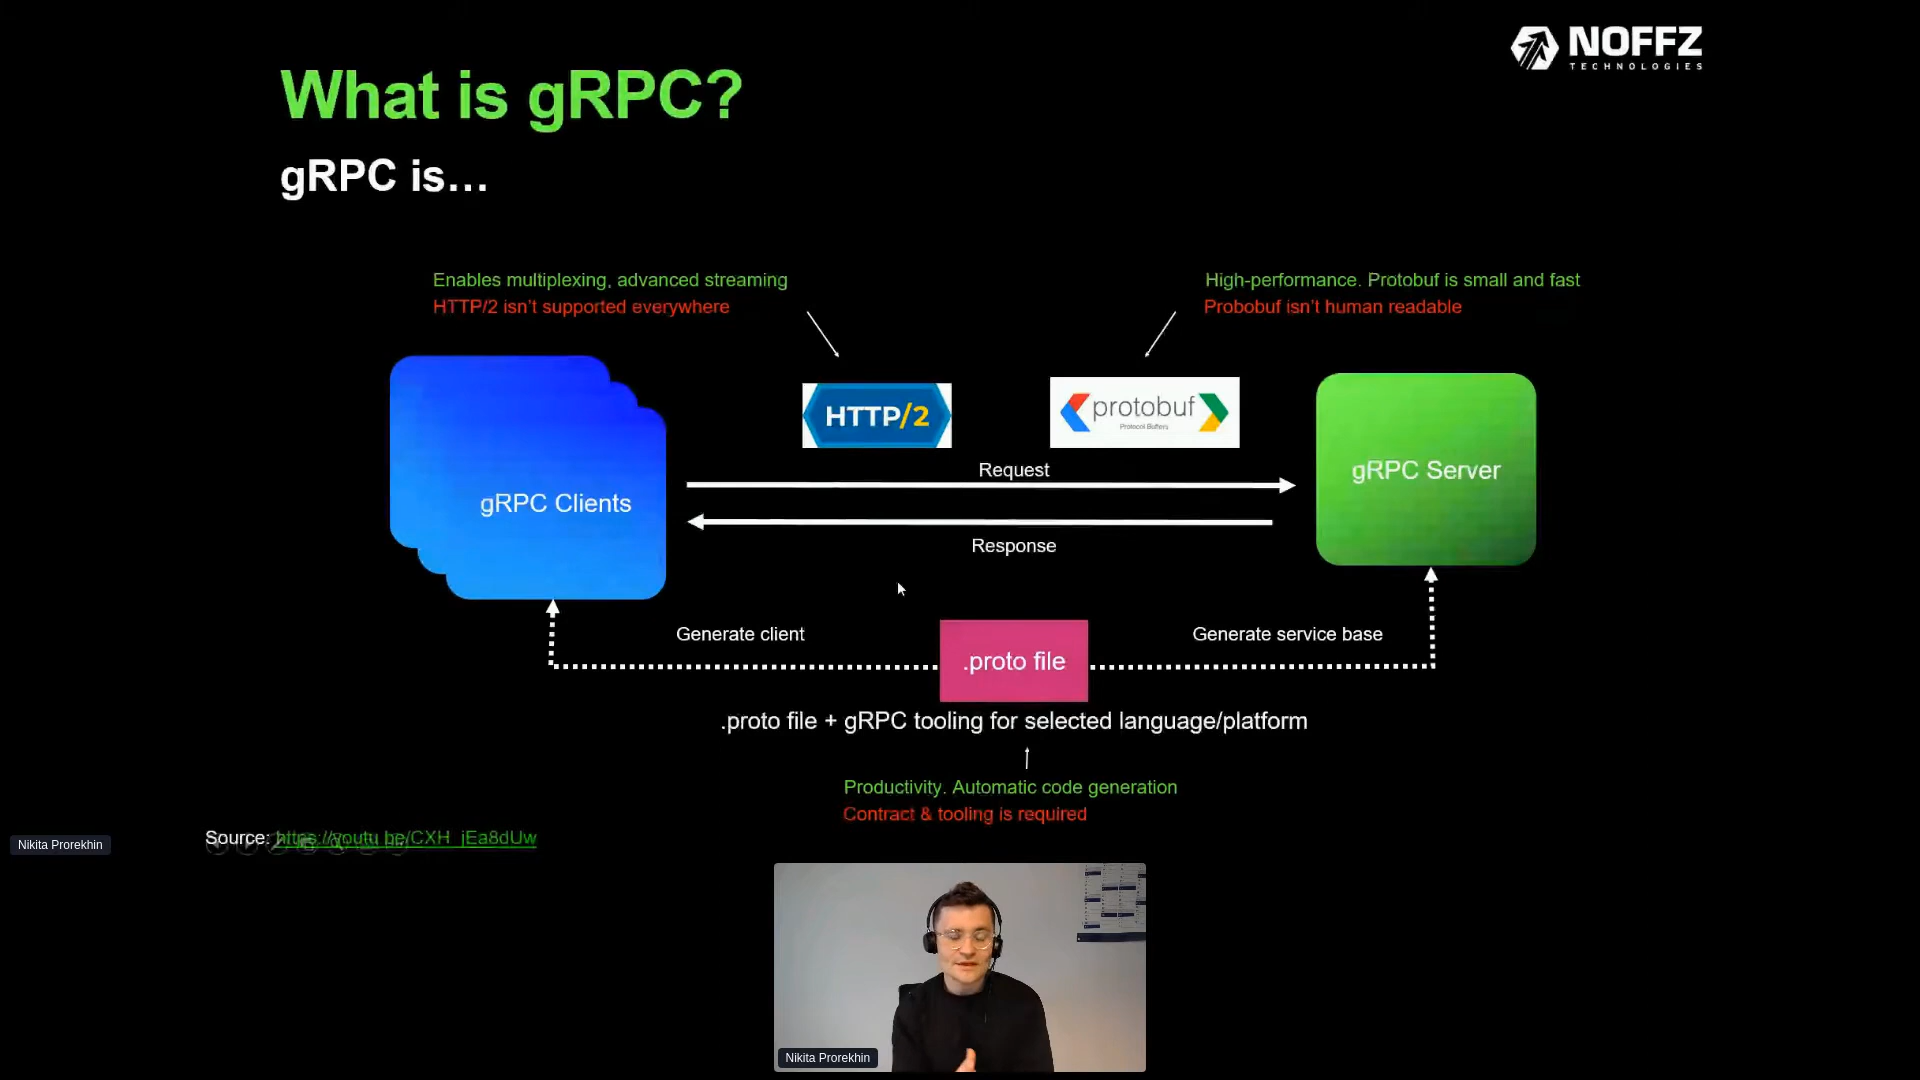 NOFFZ
TECHNOLOGIES
What is gRPC?
gRPC is…
Enables multiplexing, advanced streaming
HTTP/2 isn't supported everywhere
High-performance. Protobuf is small and fast
Probobuf isn't human readable
HTTP/2
protobuf
Protocol Buffers
gRPC Clients
Request
Response
gRPC Server
Generate client
.proto file
Generate service base
.proto file + gRPC tooling for selected language/platform
Productivity. Automatic code generation
Contract & tooling is required
Source: https://youtu.be/CXH_jEa8dUw
Nikita Prorekhin
Nikita Prorekhin